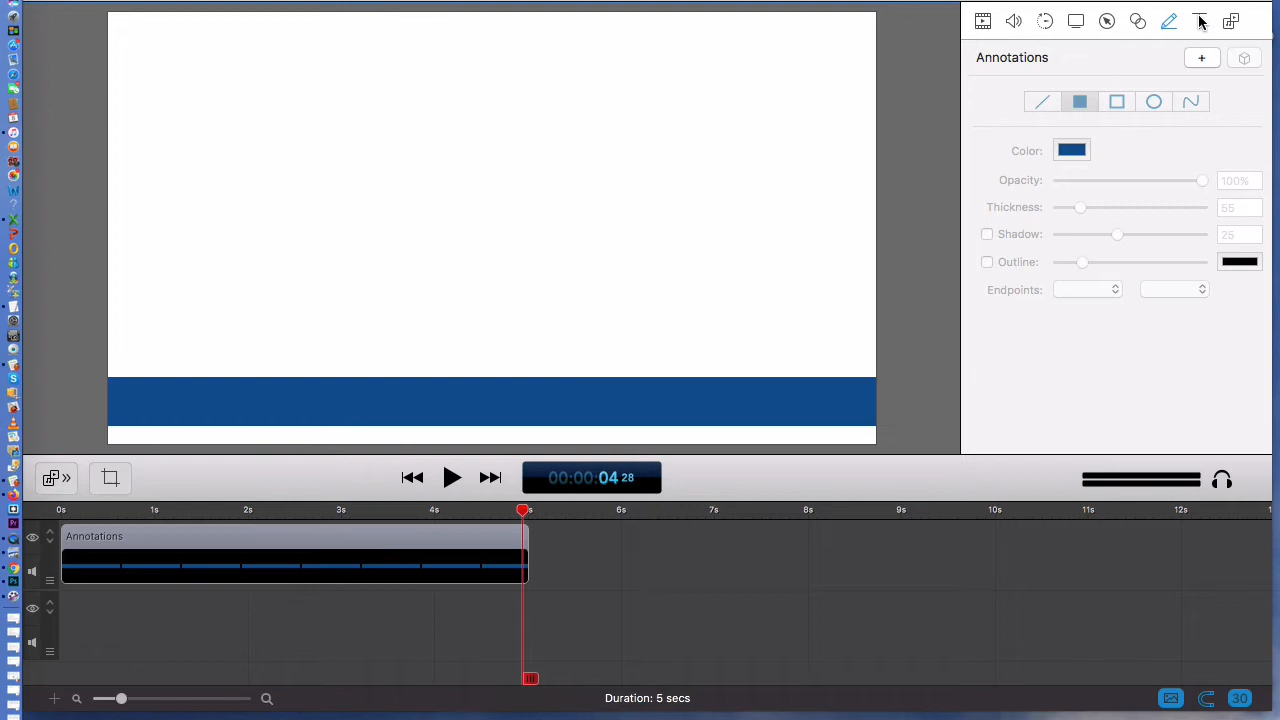 Annotations
+
Color:
Opacity: 100%
Thickness: 55
Shadow: 25
Outline:
Endpoints:
00:00:04 28
0s 1s 2s 3s 4s s 6s 7s 8s 9s 10s 11s 12s 1
Annotations
Duration: 5 secs
30